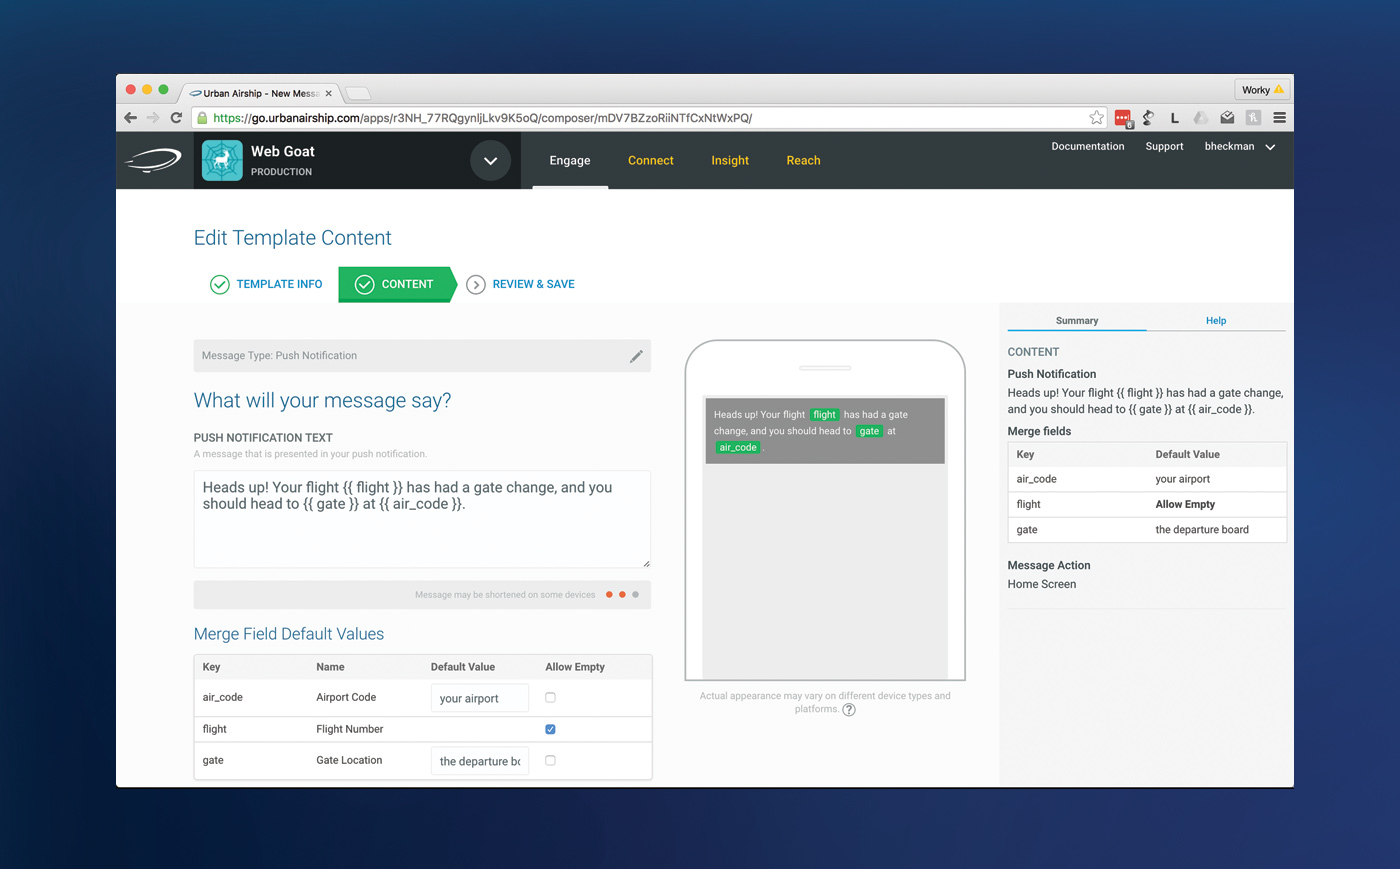 Urban Airship - New Messa
Worky
https://go.urbanairship.com/apps/r3NH_77RQgynljLkv9K5oQ/composer/mDV7BZzoRiiNTfCxNtWxPQ/
6
L
Web Goat
PRODUCTION
Engage
Connect
Insight
Reach
Documentation
Support
bheckman
Edit Template Content
TEMPLATE INFO
CONTENT
REVIEW & SAVE
Message Type: Push Notification
What will your message say?
PUSH NOTIFICATION TEXT
A message that is presented in your push notification.
Heads up! Your flight {{ flight }} has had a gate change, and you
should head to {{ gate }} at {{ air_code }}.
Message may be shortened on some devices
Merge Field Default Values
Key Name Default Value Allow Empty
air_code Airport Code your airport
flight Flight Number
gate Gate Location the departure bo
Heads up! Your flight flight has had a gate
change, and you should head to gate at
air_code .
Actual appearance may vary on different device types and
platforms. ?
Summary
Help
CONTENT
Push Notification
Heads up! Your flight {{ flight }} has had a gate change,
and you should head to {{ gate }} at {{ air_code }}.
Merge fields
Key Default Value
air_code your airport
flight Allow Empty
gate the departure board
Message Action
Home Screen